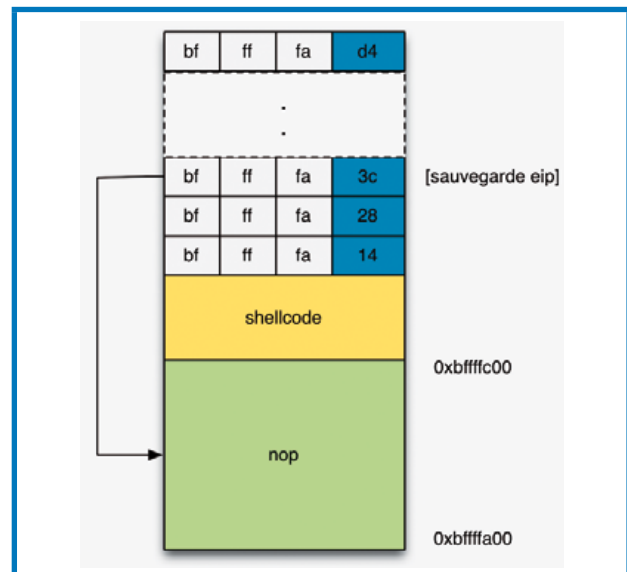 bf ff fa d4
.
.
bf ff fa 3c [sauvegarde eip]
bf ff fa 28
bf ff fa 14
shellcode
0xbffffc00
nop
0xbffffa00